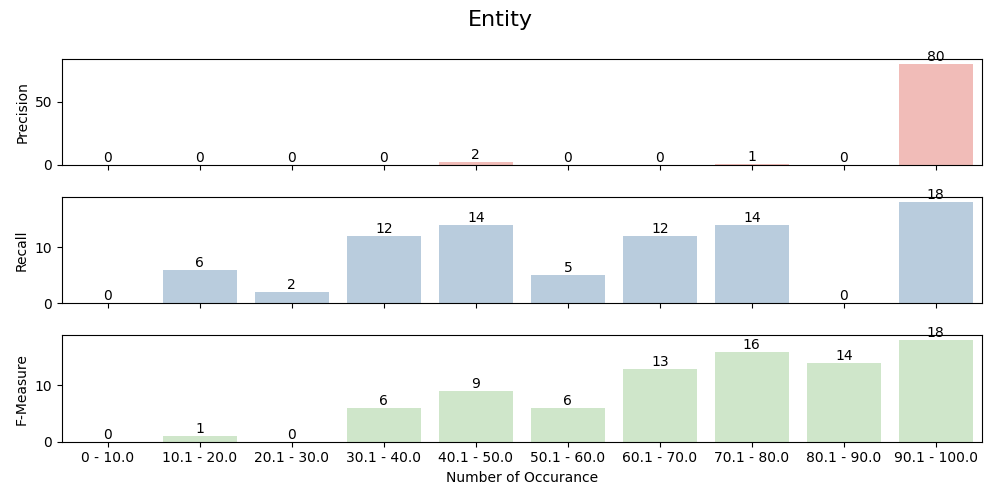 Entity
Precision
50
0
0 0 0 0 2 0 0 1 0 80
Recall
10
0
0 6 2 12 14 5 12 14 0 18
F-Measure
10
0
0 1 0 6 9 6 13 16 14 18
0 - 10.0 10.1 - 20.0 20.1 - 30.0 30.1 - 40.0 40.1 - 50.0 50.1 - 60.0 60.1 - 70.0 70.1 - 80.0 80.1 - 90.0 90.1 - 100.0
Number of Occurance